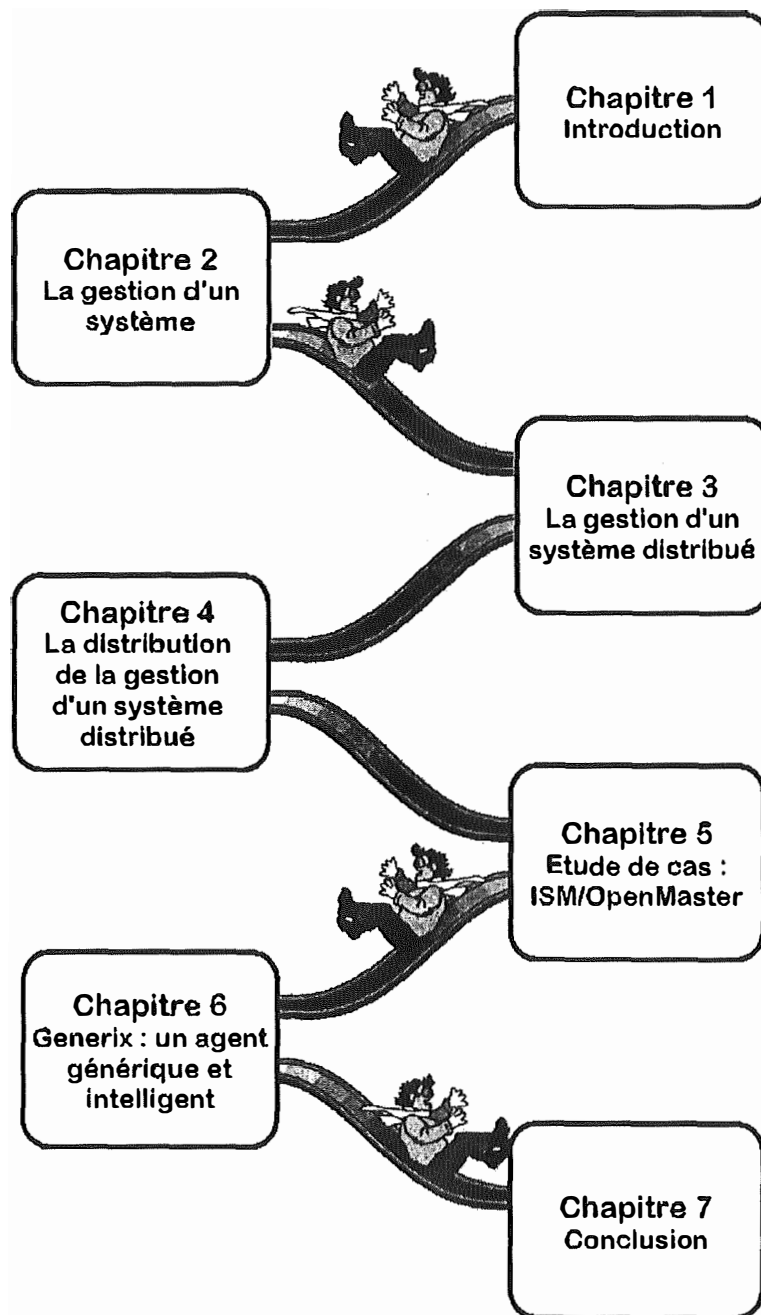 Chapitre 1
Introduction
Chapitre 2
La gestion d'un
système
Chapitre 3
La gestion d'un
système distribué
Chapitre 4
La distribution
de la gestion
d'un système
distribué
Chapitre 5
Etude de cas :
ISM/OpenMaster
Chapitre 6
Generix : un agent
générique et
intelligent
Chapitre 7
Conclusion